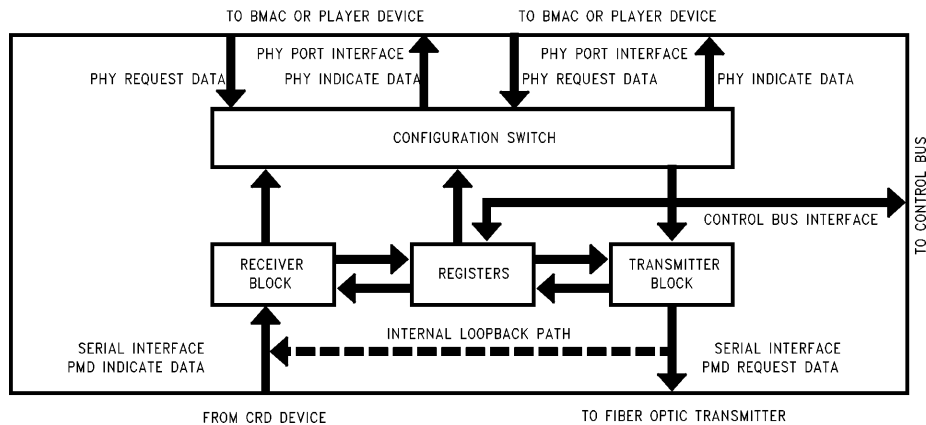 TO BMAC OR PLAYER DEVICE
TO BMAC OR PLAYER DEVICE
PHY PORT INTERFACE
PHY PORT INTERFACE
PHY REQUEST DATA
PHY INDICATE DATA
PHY REQUEST DATA
PHY INDICATE DATA
CONFIGURATION SWITCH
TO CONTROL BUS
CONTROL BUS INTERFACE
RECEIVER
BLOCK
REGISTERS
TRANSMITTER
BLOCK
INTERNAL LOOPBACK PATH
SERIAL INTERFACE
PMD INDICATE DATA
SERIAL INTERFACE
PMD REQUEST DATA
FROM CRD DEVICE
TO FIBER OPTIC TRANSMITTER